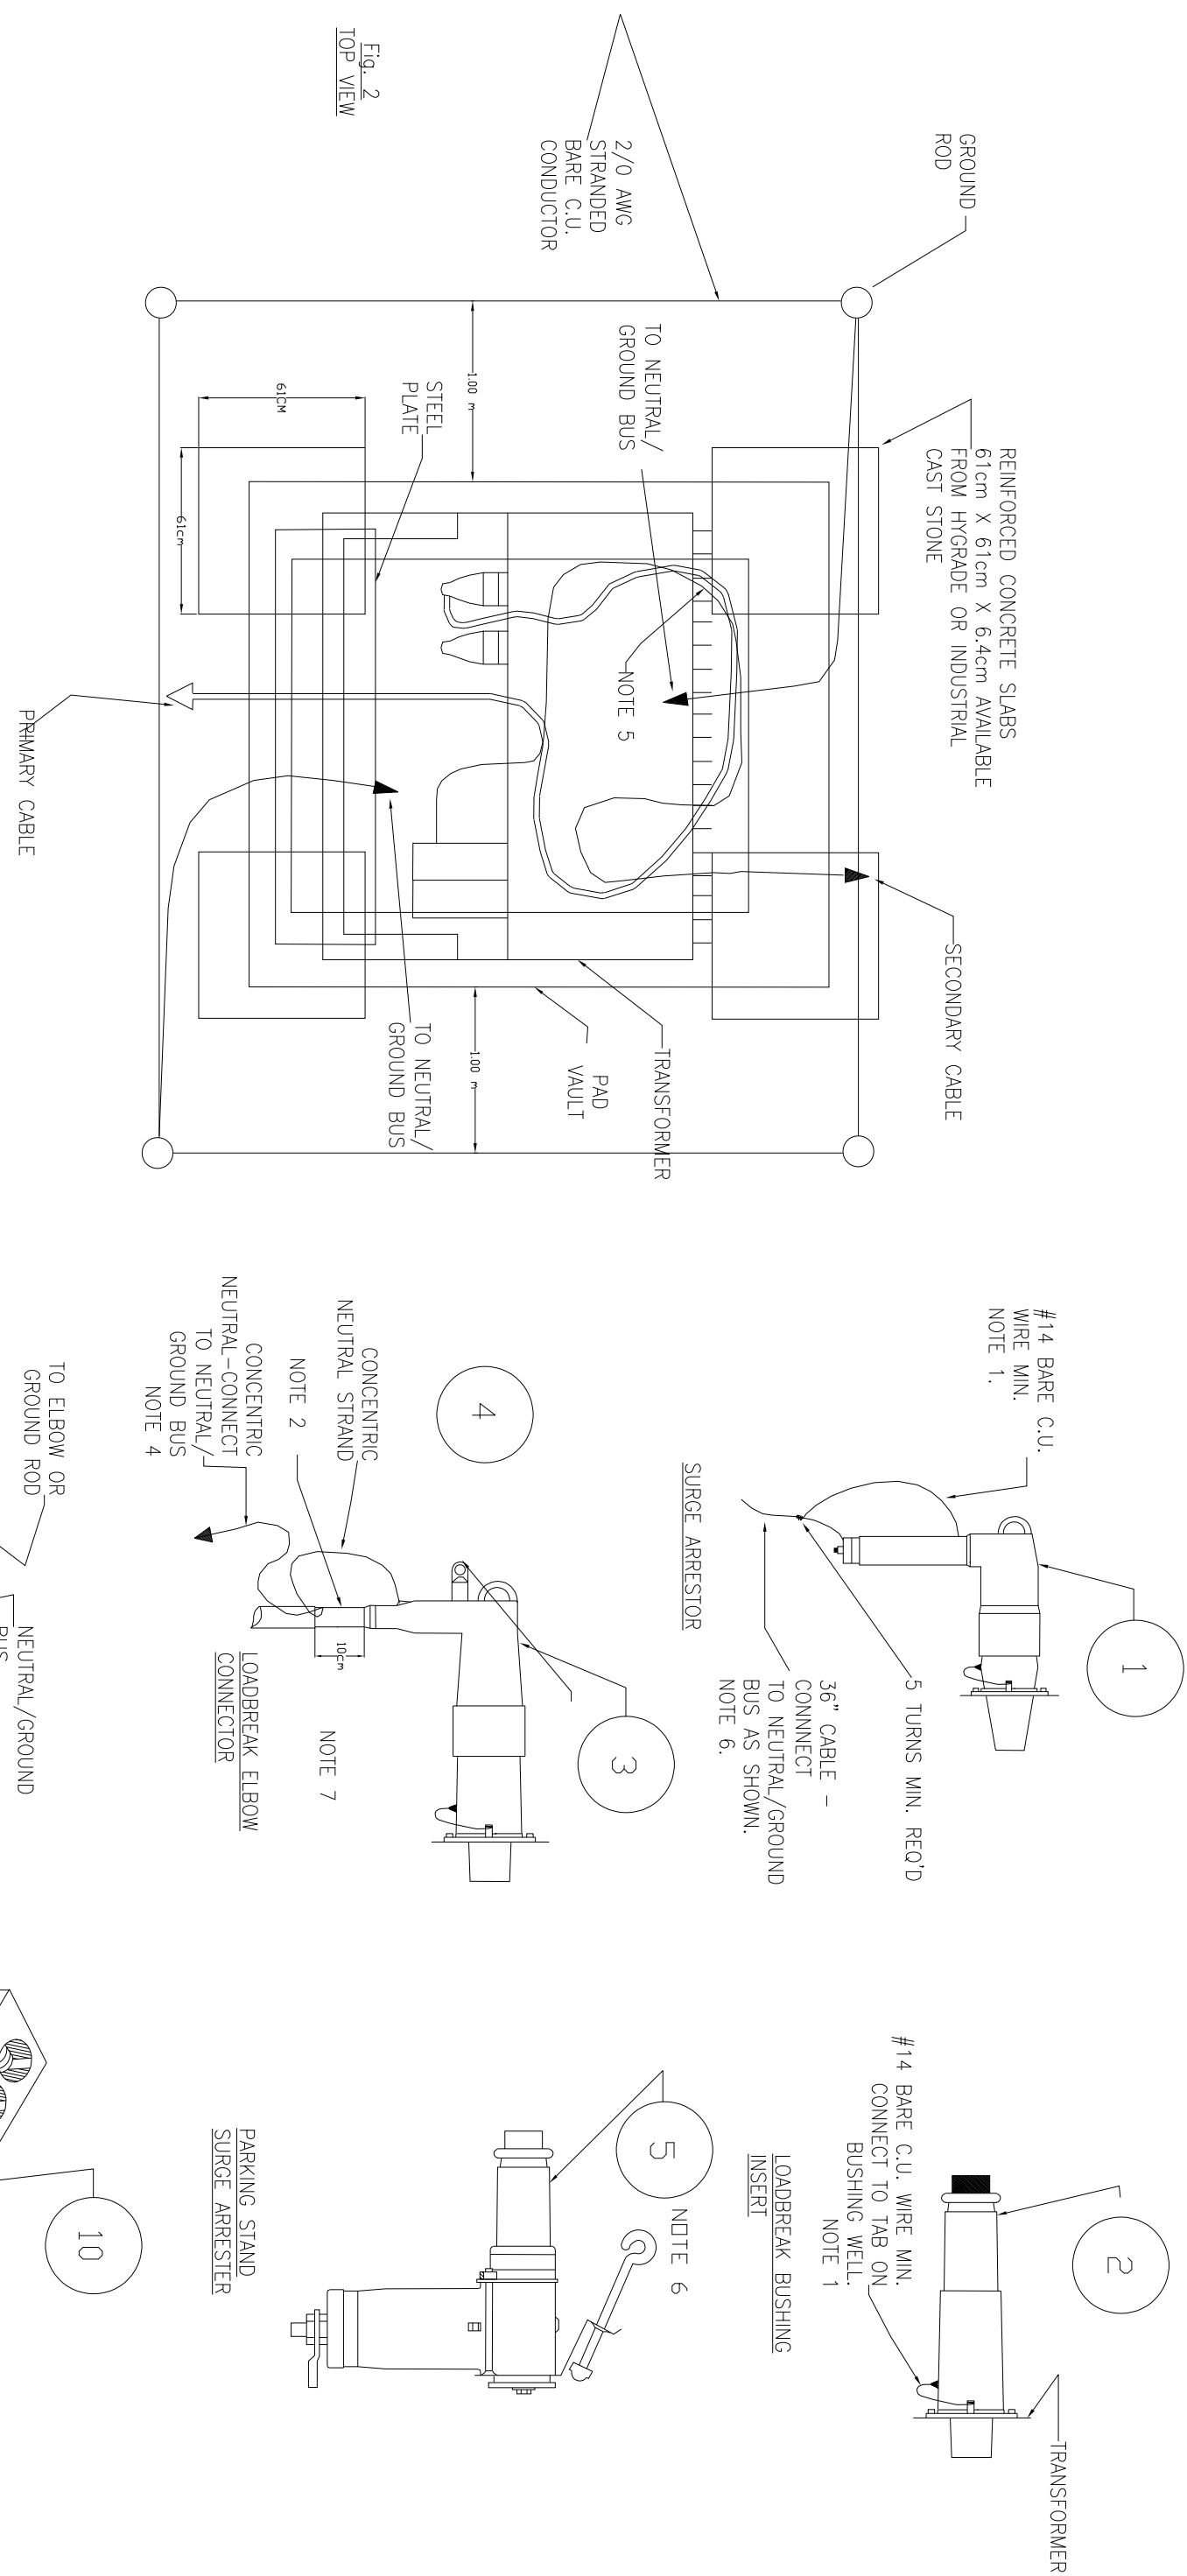 GROUND
ROD
2/0 AWG
STRANDED
BARE C.U.
CONDUCTOR
Fig. 2
TOP VIEW
REINFORCED CONCRETE SLABS
61cm X 61cm X 6.4cm AVAILABLE
FROM HYGRADE OR INDUSTRIAL
CAST STONE
TO NEUTRAL/
GROUND BUS
NOTE 5
1.00 m
STEEL
PLATE
61CM
61cm
PRIMARY CABLE
SECONDARY CABLE
TRANSFORMER
PAD
VAULT
1.00 m
TO NEUTRAL/
GROUND BUS
#14 BARE C.U.
WIRE MIN.
NOTE 1.
1
5 TURNS MIN. REQ'D
36" CABLE -
CONNNECT
TO NEUTRAL/GROUND
BUS AS SHOWN.
NOTE 6.
SURGE ARRESTOR
4
CONCENTRIC
NEUTRAL STRAND
NOTE 2
CONCENTRIC
NEUTRAL-CONNECT
TO NEUTRAL/
GROUND BUS
NOTE 4
10cm
3
NOTE 7
LOADBREAK ELBOW
CONNECTOR
TO ELBOW OR
GROUND ROD
NEUTRAL/GROUND
BUS
TRANSFORMER
2
#14 BARE C.U. WIRE MIN.
CONNECT TO TAB ON
BUSHING WELL.
NOTE 1
LOADBREAK BUSHING
INSERT
5
NOTE 6
PARKING STAND
SURGE ARRESTER
10